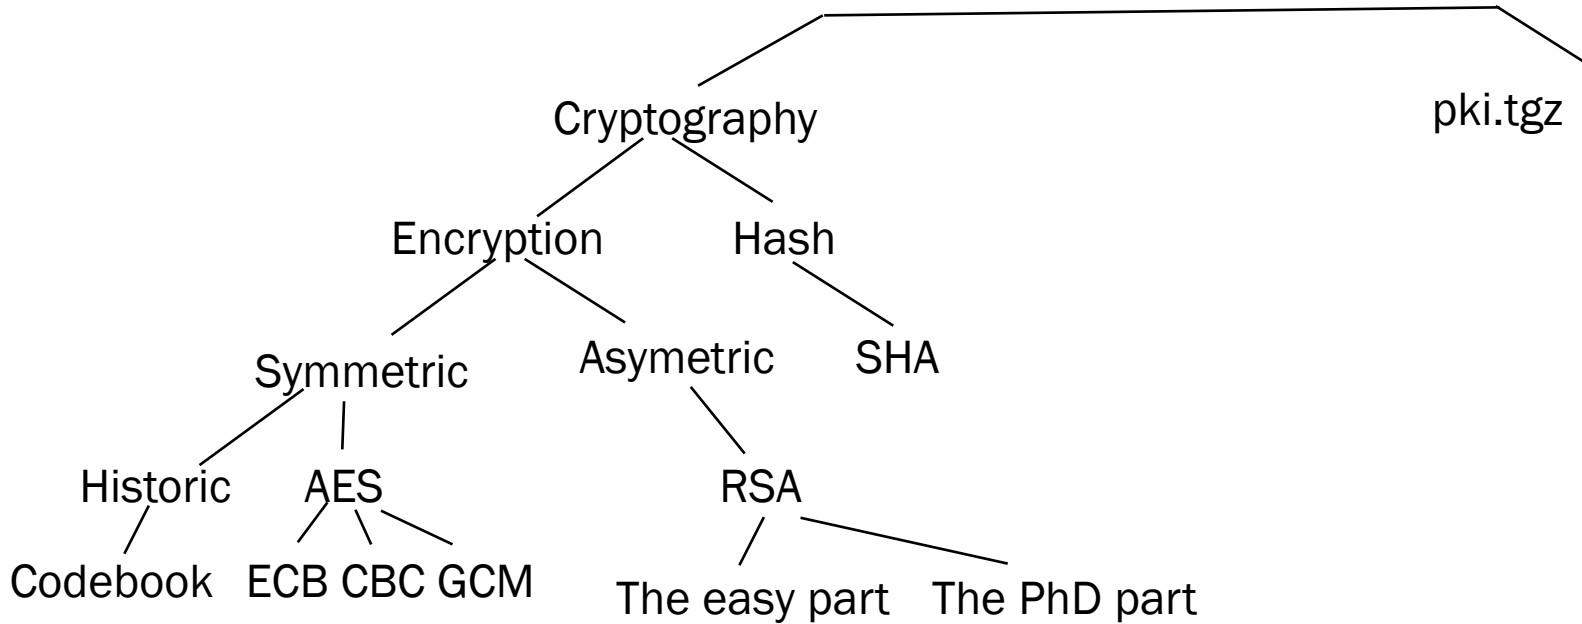 Cryptography
pki.tgz
Encryption
Hash
Symmetric
Asymetric
SHA
Historic
AES
RSA
Codebook
ECB
CBC
GCM
The easy part
The PhD part